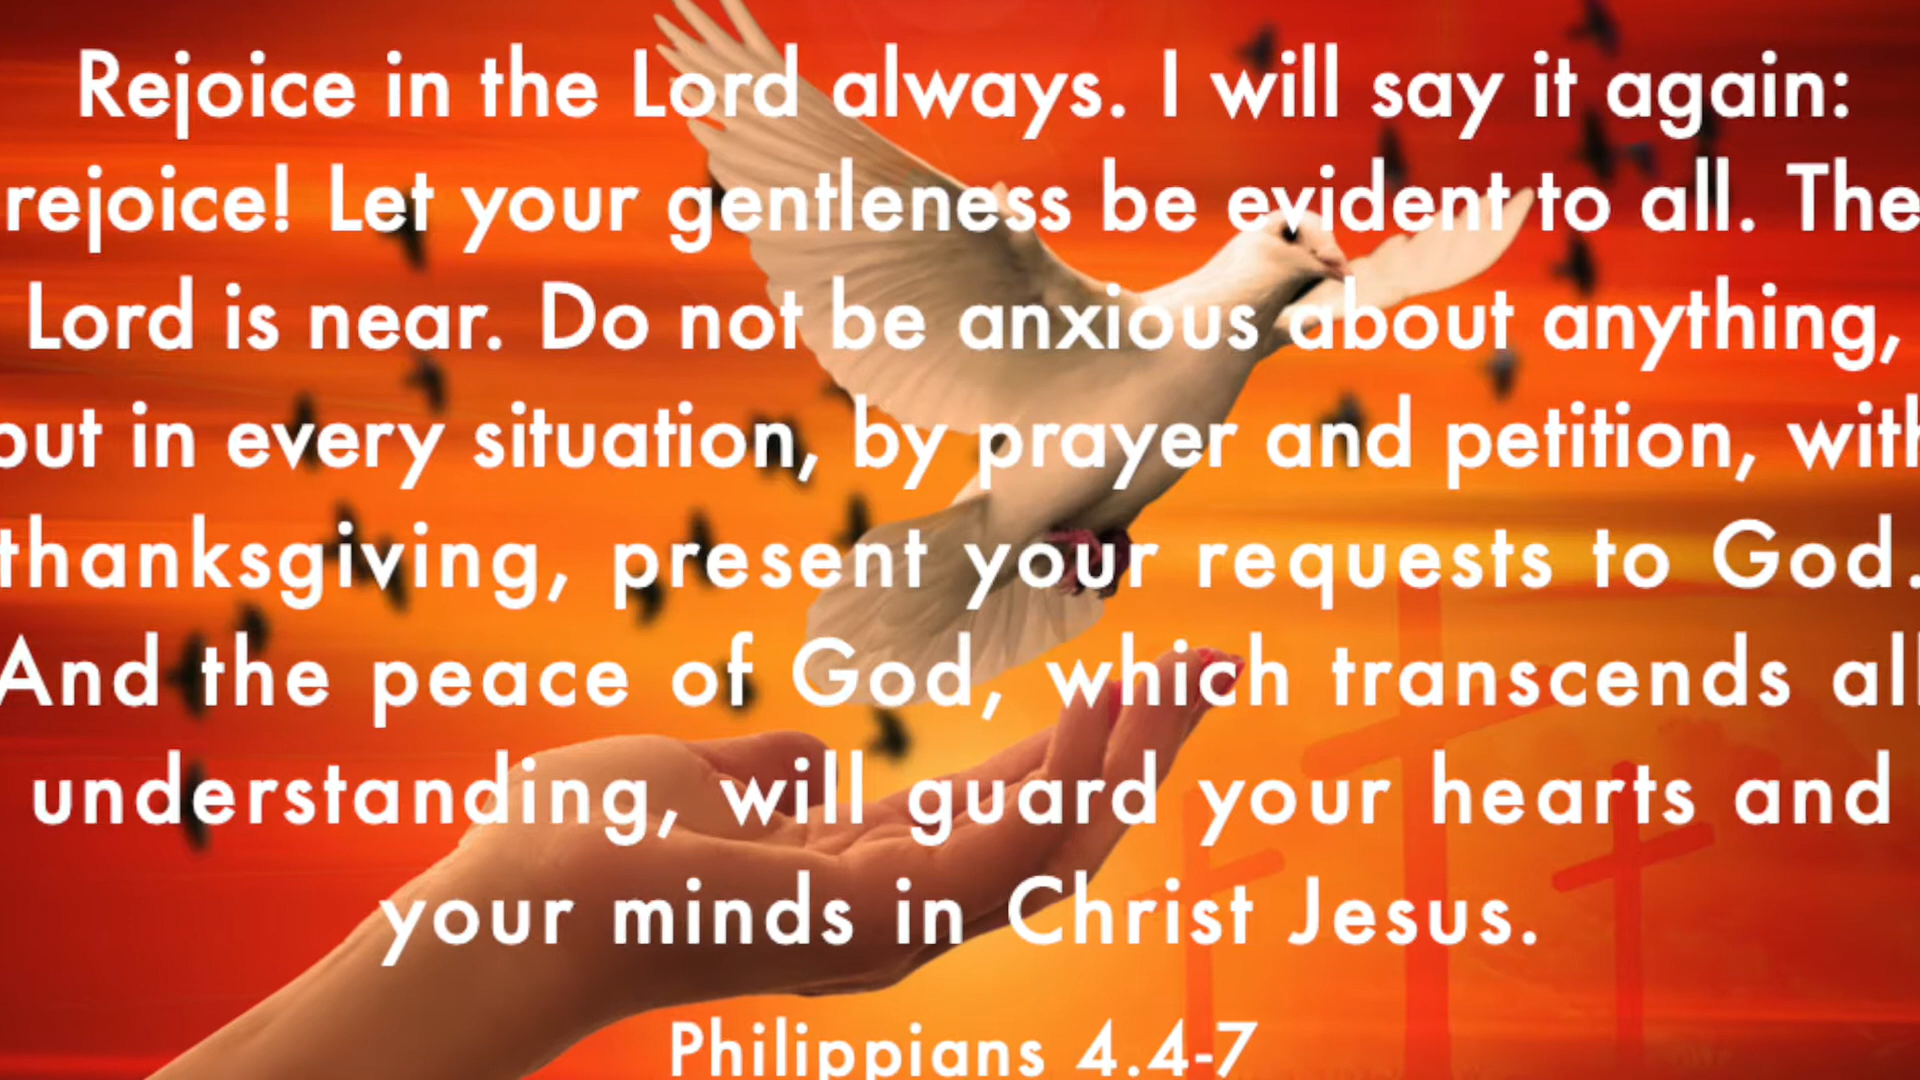 Rejoice in the Lord always. I will say it again:
rejoice! Let your gentleness be evident to all. The
Lord is near. Do not be anxious about anything,
but in every situation, by prayer and petition, with
thanksgiving, present your requests to God.
And the peace of God, which transcends all
understanding, will guard your hearts and
your minds in Christ Jesus.
Philippians 4.4-7